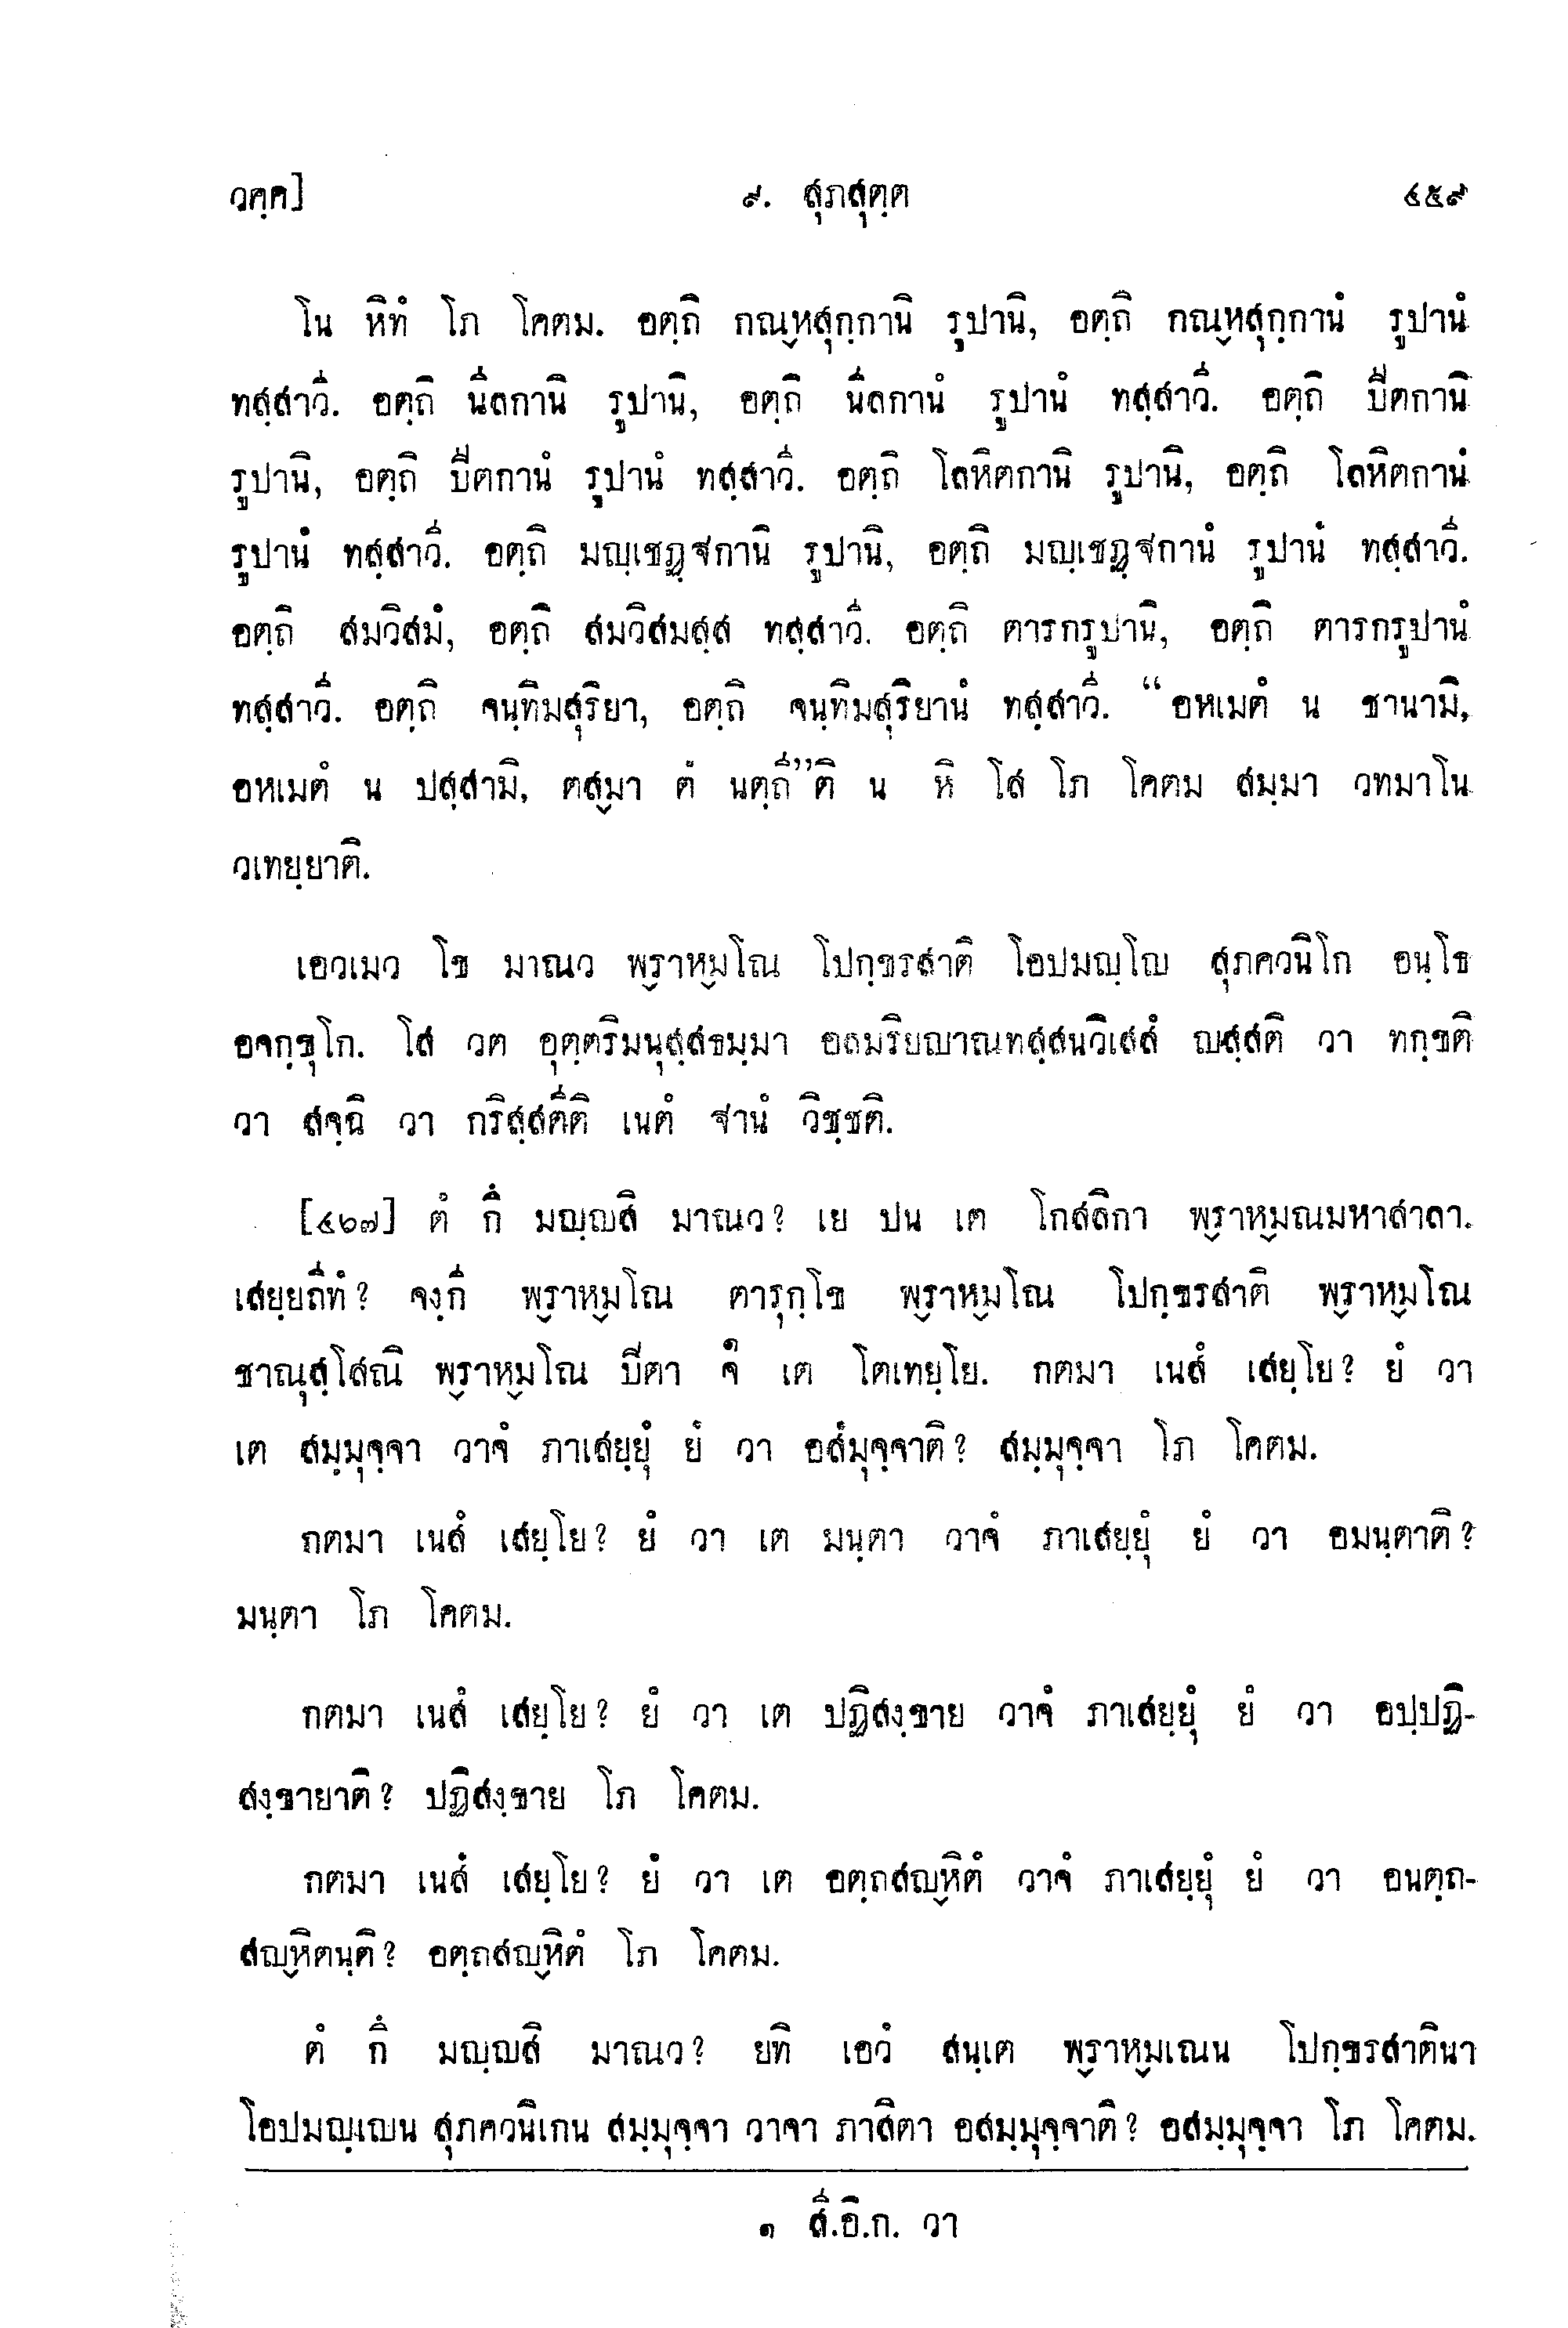 วคฺค] ๙. สุภสุตฺต ๔๕๙
โน หิทํ โภ โคตม. อตฺถิ กณฺหสุกฺกานิ รูปานิ, อตฺถิ กณฺหสุกฺกานํ รูปานํ
ทสฺสาวี. อตฺถิ นีลกานิ รูปานิ, อตฺถิ นีลกานํ รูปานํ ทสฺสาวี. อตฺถิ ปีตกานิ
รูปานิ, อตฺถิ ปีตกานํ รูปานํ ทสฺสาวี. อตฺถิ โลหิตกานิ รูปานิ, อตฺถิ โลหิตกานํ
รูปานํ ทสฺสาวี. อตฺถิ มญฺเชฏฺฐกานิ รูปานิ, อตฺถิ มญฺเชฏฺฐกานํ รูปานํ ทสฺสาวี.
อตฺถิ สมวิสมํ, อตฺถิ สมวิสมสฺส ทสฺสาวี. อตฺถิ ตารกรูปานิ, อตฺถิ ตารกรูปานํ
ทสฺสาวี. อตฺถิ จนฺทิมสุริยา, อตฺถิ จนฺทิมสุริยานํ ทสฺสาวี. “อหเมตํ น ชานามิ,
อหเมตํ น ปสฺสามิ, ตสฺมา ตํ นตฺถี”ติ น หิ โส โภ โคตม สมฺมา วทมาโน
วเทยฺยาติ.
เอวเมว โข มาณว พฺราหฺมโณ โปกฺขรสาติ โอปมญฺโญ สุภควนิโก อนฺโธ
อจกฺขุโก. โส วต อุตฺตริมนุสฺสธมฺมา อลมริยญาณทสฺสนวิเสสํ ญสฺสติ วา ทกฺขติ
วา สจฺฉิ วา กริสฺสตีติ เนตํ ฐานํ วิชฺชติ.
[๔๖๗] ตํ กึ มญฺญสิ มาณว? เย ปน เต โกสลิกา พฺราหฺมณมหาสาลา.
เสยฺยถีทํ? จงฺกี พฺราหฺมโณ ตารุกฺโข พฺราหฺมโณ โปกฺขรสาติ พฺราหฺมโณ
ชาณุสฺโสณิ พฺราหฺมโณ ปีตา จ๑ เต โตเทยฺโย. กตมา เนสํ เสยฺโย? ยํ วา
เต สมฺมุจฺจา วาจํ ภาเสยฺยุํ ยํ วา อสํมุจฺจาติ? สมฺมุจฺจา โภ โคตม.
กตมา เนสํ เสยฺโย? ยํ วา เต มนฺตา วาจํ ภาเสยฺยุํ ยํ วา อมนฺตาติ?
มนฺตา โภ โคตม.
กตมา เนสํ เสยฺโย? ยํ วา เต ปฏิสงฺขาย วาจํ ภาเสยฺยุํ ยํ วา อปฺปฏิ-
สงฺขายาติ? ปฏิสงฺขาย โภ โคตม.
กตมา เนสํ เสยฺโย? ยํ วา เต อตฺถสญฺหิตํ วาจํ ภาเสยฺยุํ ยํ วา อนตฺถ-
สญฺหิตนฺติ? อตฺถสญฺหิตํ โภ โคตม.
ตํ กึ มญฺญสิ มาณว? ยทิ เอวํ สนฺเต พฺราหฺมเณน โปกฺขรสาตินา
โอปมญฺเญน สุภควนิเกน สมฺมุจฺจา วาจา ภาสิตา อสมฺมุจฺจาติ? อสมฺมุจฺจา โภ โคตม.
๑ สี.อิ.ก. วา